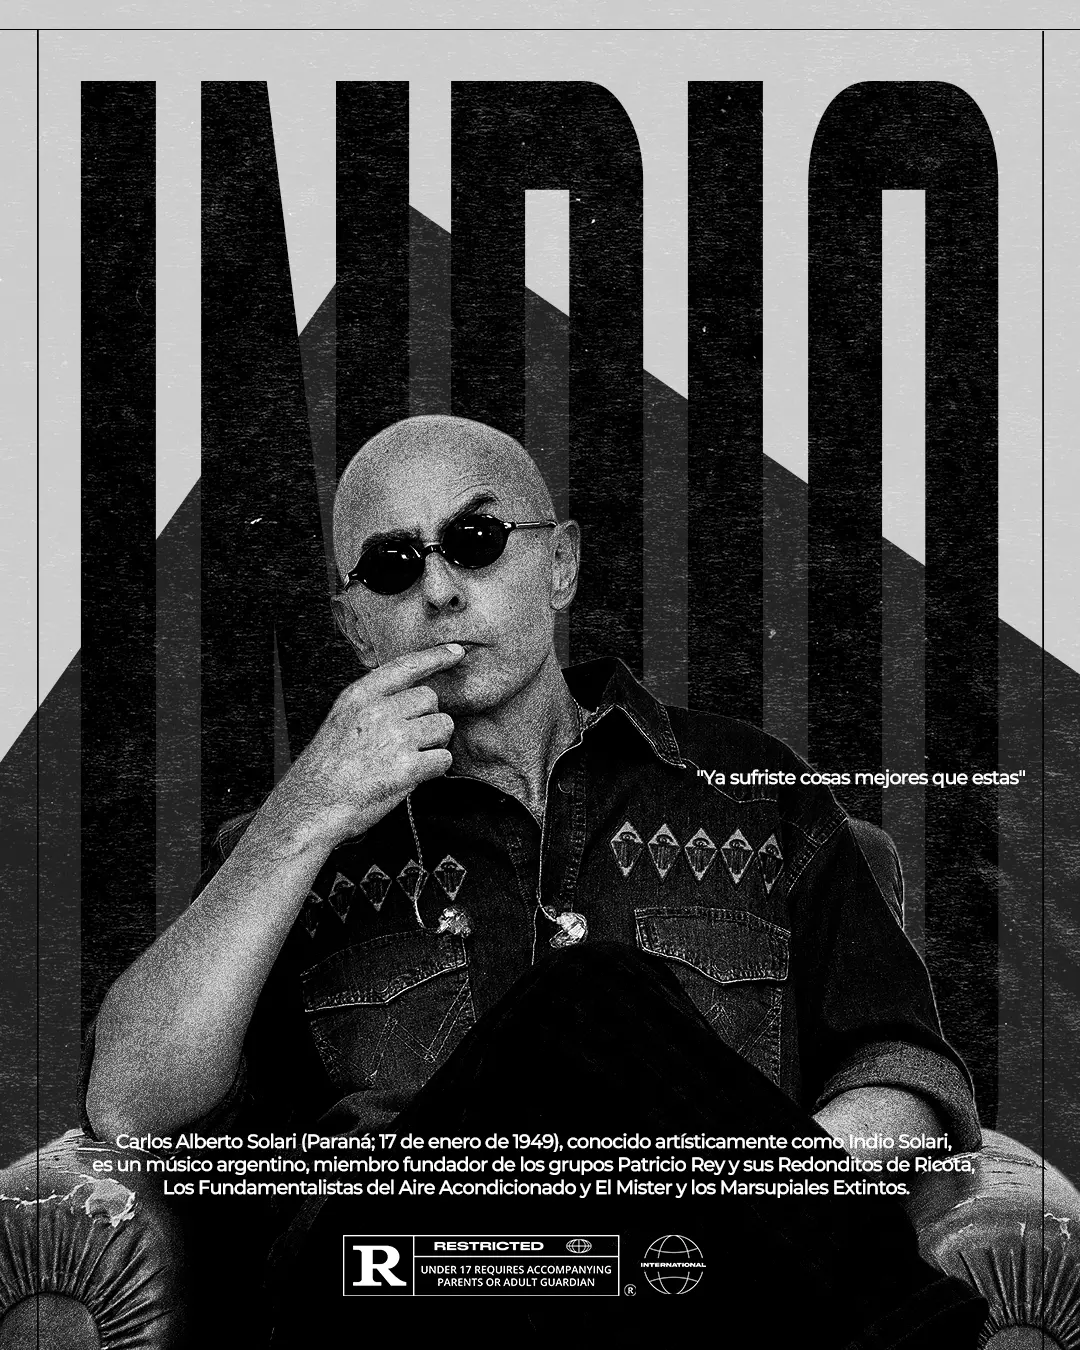 INDIO
"Ya sufriste cosas mejores que estas"
Carlos Alberto Solari (Paraná; 17 de enero de 1949), conocido artísticamente como Indio Solari,
es un músico argentino, miembro fundador de los grupos Patricio Rey y sus Redonditos de Ricota,
Los Fundamentalistas del Aire Acondicionado y El Mister y los Marsupiales Extintos.
R
RESTRICTED
UNDER 17 REQUIRES ACCOMPANYING
PARENTS OR ADULT GUARDIAN
®
INTERNATIONAL